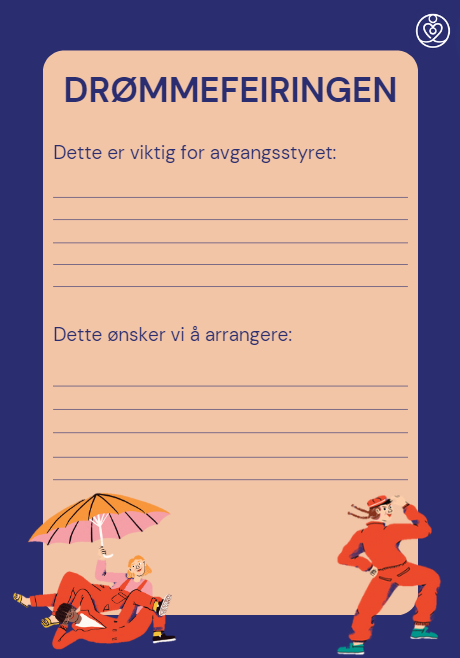 DRØMMEFEIRINGEN
Dette er viktig for avgangsstyret:
Dette ønsker vi å arrangere: